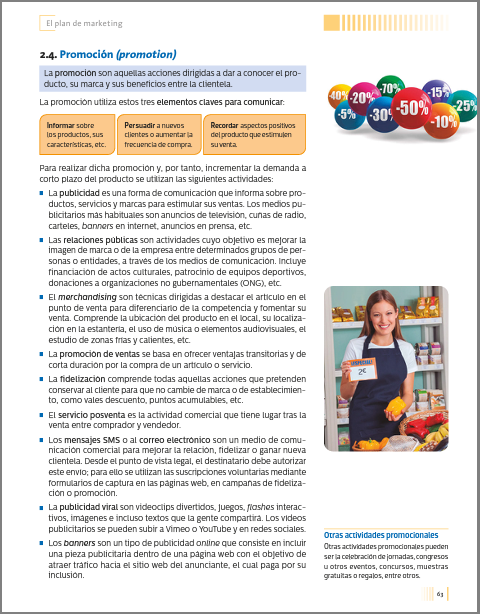 El plan de marketing
2.4. Promoción (promotion)
La promoción son aquellas acciones dirigidas a dar a conocer el pro-
ducto, su marca y sus beneficios entre la clientela.
La promoción utiliza estos tres elementos claves para comunicar:
Informar sobre
los productos, sus
características, etc.
Persuadir a nuevos
clientes o aumentar la
frecuencia de compra.
Recordar aspectos positivos
del producto que estimulen
su venta.
Para realizar dicha promoción y, por tanto, incrementar la demanda a
corto plazo del producto se utilizan las siguientes actividades:
La publicidad es una forma de comunicación que informa sobre pro-
ductos, servicios y marcas para estimular sus ventas. Los medios pu-
blicitarios más habituales son anuncios de televisión, cuñas de radio,
carteles, banners en internet, anuncios en prensa, etc.
Las relaciones públicas son actividades cuyo objetivo es mejorar la
imagen de marca o de la empresa entre determinados grupos de per-
sonas o entidades, a través de los medios de comunicación. Incluye
financiación de actos culturales, patrocinio de equipos deportivos,
donaciones a organizaciones no gubernamentales (ONG), etc.
El marchandising son técnicas dirigidas a destacar el artículo en el
punto de venta para diferenciarlo de la competencia y fomentar su
venta. Comprende la ubicación del producto en el local, su localiza-
ción en la estantería, el uso de música o elementos audiovisuales, el
estudio de zonas frías y calientes, etc.
La promoción de ventas se basa en ofrecer ventajas transitorias y de
corta duración por la compra de un artículo o servicio.
La fidelización comprende todas aquellas acciones que pretenden
conservar al cliente para que no cambie de marca o de establecimien-
to, como vales descuento, puntos acumulables, etc.
El servicio posventa es la actividad comercial que tiene lugar tras la
venta entre comprador y vendedor.
Los mensajes SMS o al correo electrónico son un medio de comu-
nicación comercial para mejorar la relación, fidelizar o ganar nueva
clientela. Desde el punto de vista legal, el destinatario debe autorizar
este envío; para ello se utilizan las suscripciones voluntarias mediante
formularios de captura en las páginas web, en campañas de fideliza-
ción o promoción.
La publicidad viral son videoclips divertidos, juegos, flashes interac-
tivos, imágenes e incluso textos que la gente compartirá. Los vídeos
publicitarios se pueden subir a Vimeo o YouTube y en redes sociales.
Los banners son un tipo de publicidad online que consiste en incluir
una pieza publicitaria dentro de una página web con el objetivo de
atraer tráfico hacia el sitio web del anunciante, el cual paga por su
inclusión.
-40%
-20%
-70%
-15%
-25%
-5%
-30%
-50%
-10%
2€
Otras actividades promocionales
Otras actividades promocionales pueden
ser la celebración de jornadas, congresos
u otros eventos, concursos, muestras
gratuitas o regalos, entre otros.
63